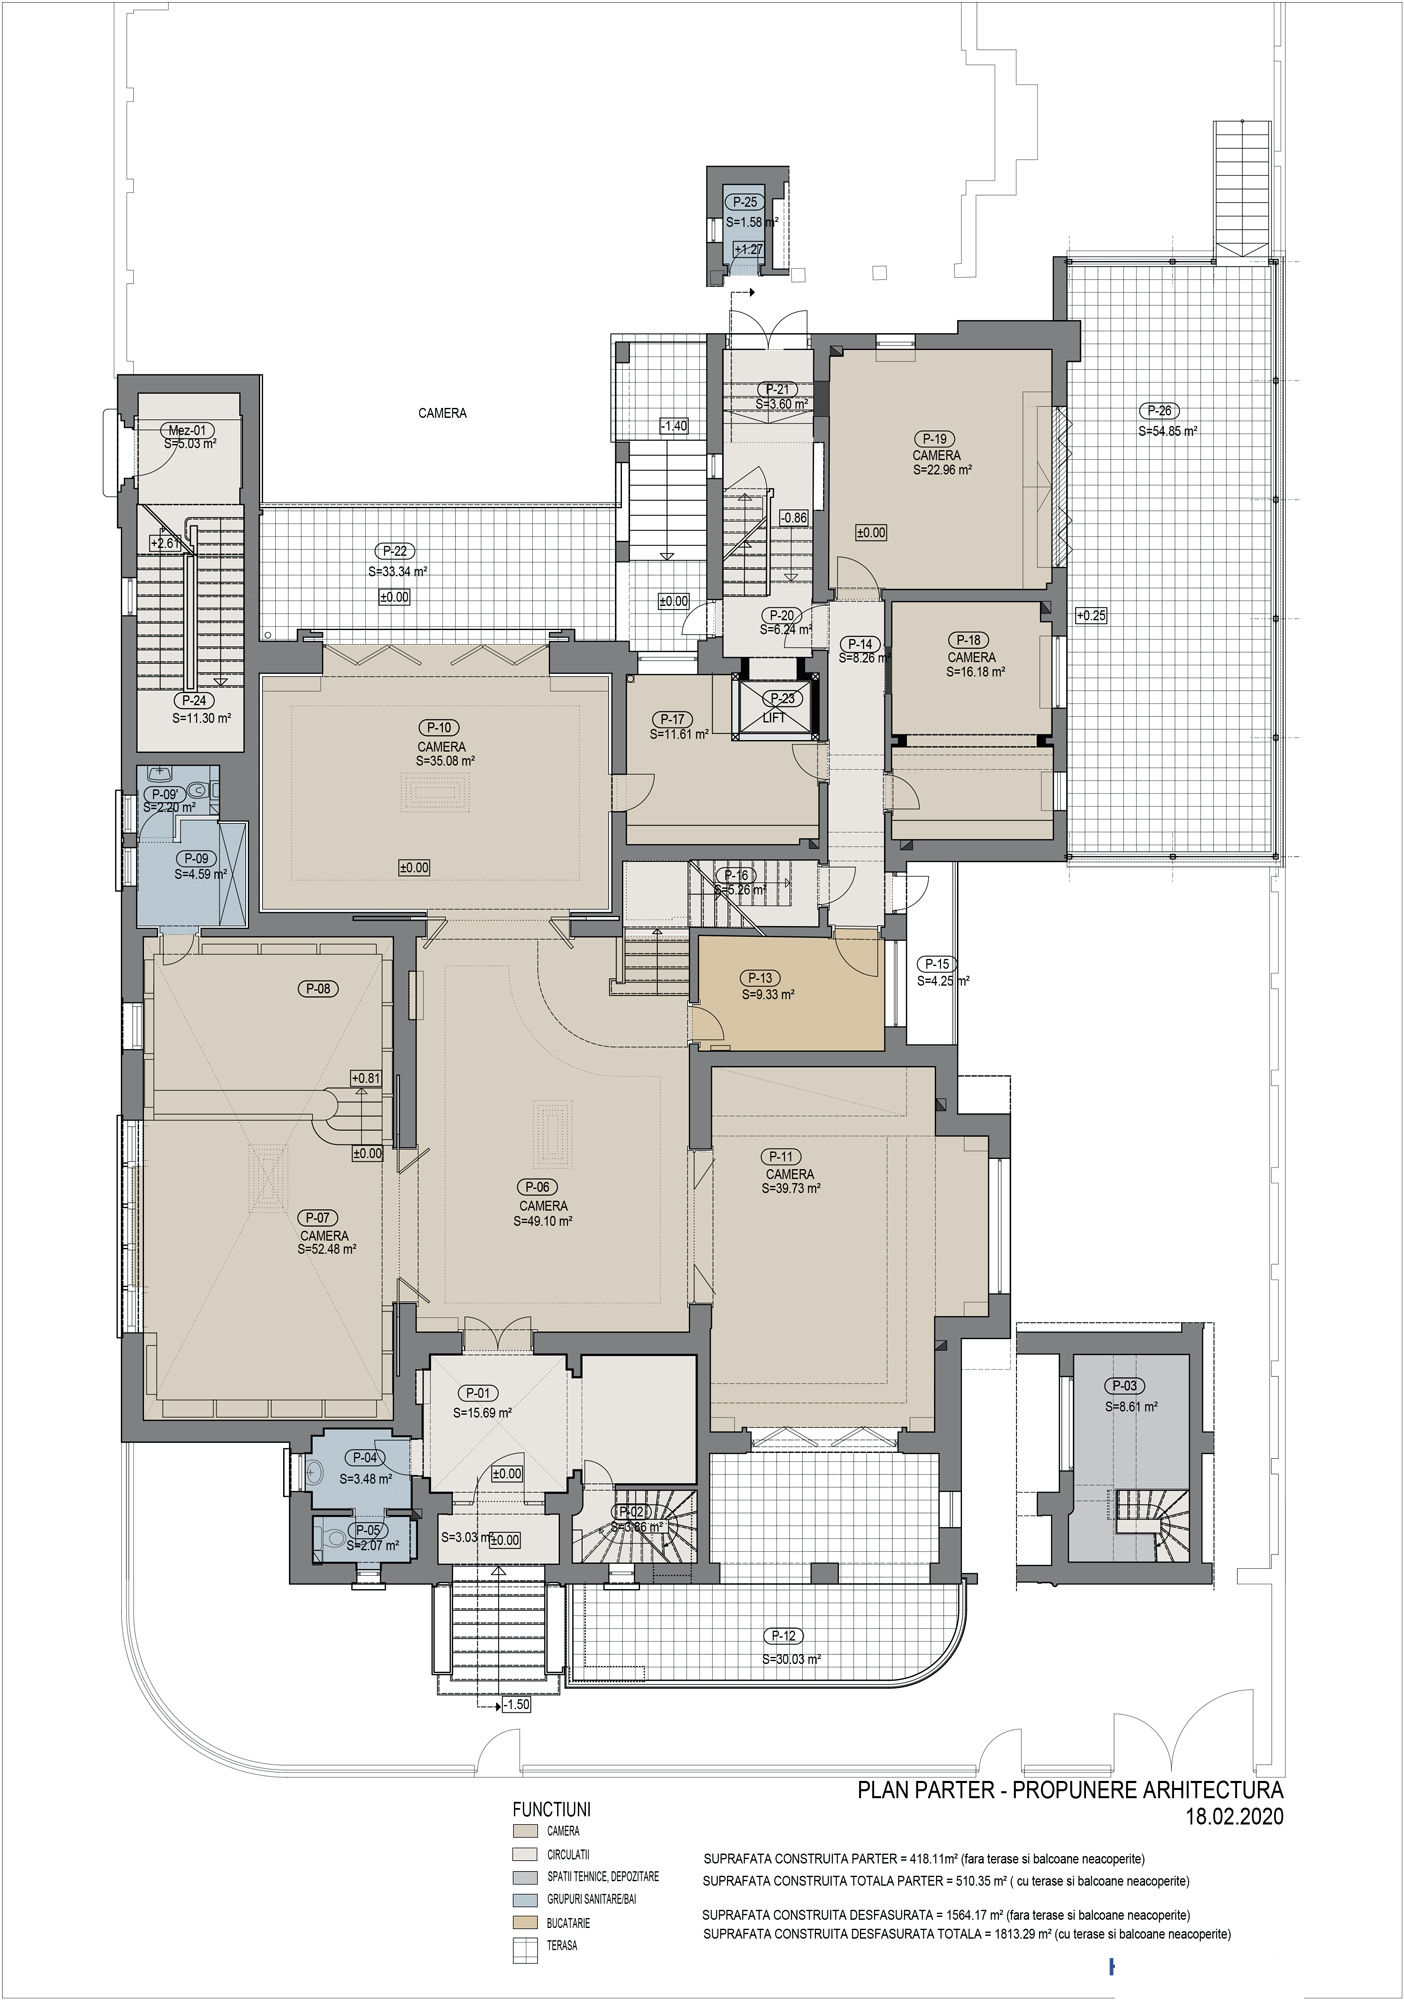 P-25
S=1.58 m²
+1.27
P-21
S=3.60 m²
CAMERA
-1.40
P-26
S=54.85 m²
Mez-01
S=5.03 m²
P-19
CAMERA
S=22.96 m²
-0.86
±0.00
+2.61
P-22
S=33.34 m²
±0.00
±0.00
P-20
S=6.24 m²
+0.25
P-14
S=8.26 m²
P-18
CAMERA
S=16.18 m²
P-24
S=11.30 m²
P-23
LIFT
P-17
S=11.61 m²
P-10
CAMERA
S=35.08 m²
P-09'
S=2.20 m²
P-09
S=4.59 m²
±0.00
P-16
S=5.26 m²
P-13
S=9.33 m²
P-15
S=4.25 m²
P-08
+0.81
±0.00
P-11
CAMERA
S=39.73 m²
P-06
CAMERA
S=49.10 m²
P-07
CAMERA
S=52.48 m²
P-01
S=15.69 m²
P-03
S=8.61 m²
P-04
S=3.48 m²
±0.00
P-02
S=3.86 m²
P-05
S=2.07 m²
S=3.03 m²
±0.00
P-12
S=30.03 m²
-1.50
PLAN PARTER - PROPUNERE ARHITECTURA
18.02.2020
FUNCTIUNI
CAMERA
CIRCULATII
SPATII TEHNICE, DEPOZITARE
GRUPURI SANITARE/BAI
BUCATARIE
TERASA
SUPRAFATA CONSTRUITA PARTER = 418.11m² (fara terase si balcoane neacoperite)
SUPRAFATA CONSTRUITA TOTALA PARTER = 510.35 m² ( cu terase si balcoane neacoperite)
SUPRAFATA CONSTRUITA DESFASURATA = 1564.17 m² (fara terase si balcoane neacoperite)
SUPRAFATA CONSTRUITA DESFASURATA TOTALA = 1813.29 m² (cu terase si balcoane neacoperite)